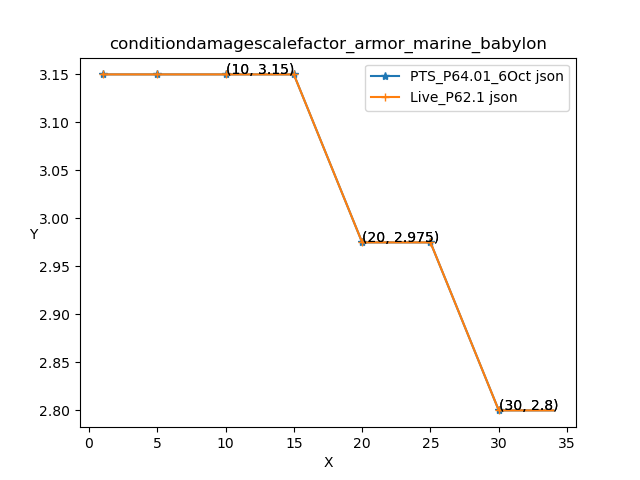 conditiondamagescalefactor_armor_marine_babylon
PTS_P64.01_6Oct json
Live_P62.1 json
(10, 3.15)
(20, 2.975)
(30, 2.8)
Y
3.15
3.10
3.05
3.00
2.95
2.90
2.85
2.80
0 5 10 15 20 25 30 35
X